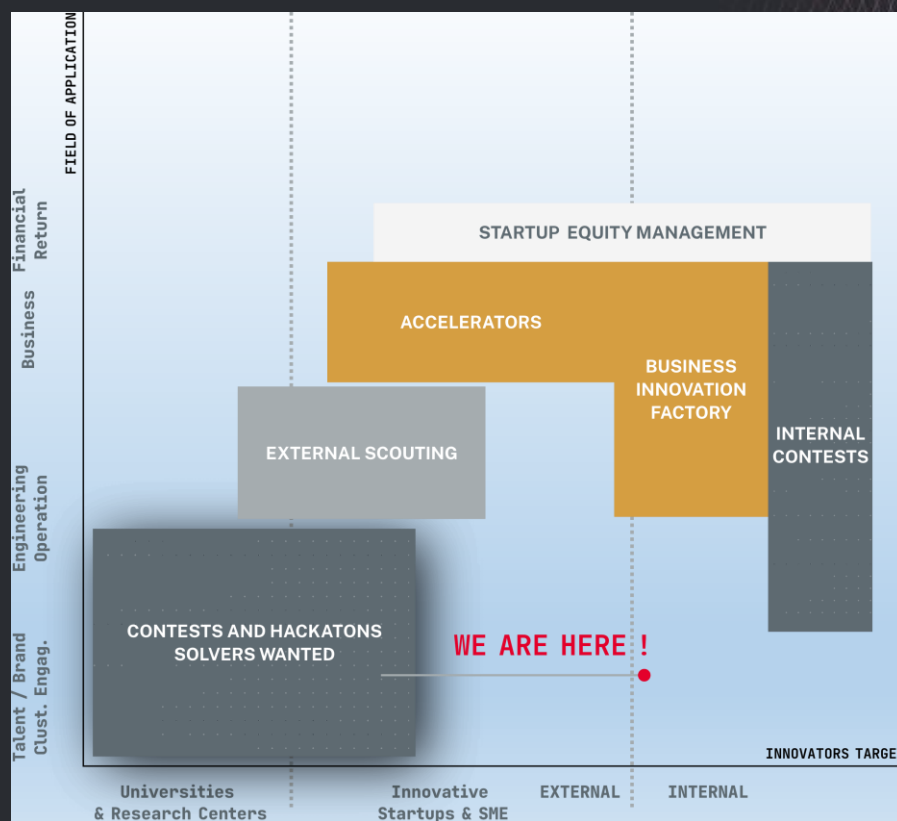 FIELD OF APPLICATION
Financial
Return
Business
Engineering
Operation
Talent / Brand
Clust. Engag.
STARTUP EQUITY MANAGEMENT
ACCELERATORS
BUSINESS
INNOVATION
FACTORY
INTERNAL
CONTESTS
EXTERNAL SCOUTING
CONTESTS AND HACKATONS
SOLVERS WANTED
WE ARE HERE !
INNOVATORS TARGE
Universities
& Research Centers
Innovative
Startups & SME
EXTERNAL
INTERNAL